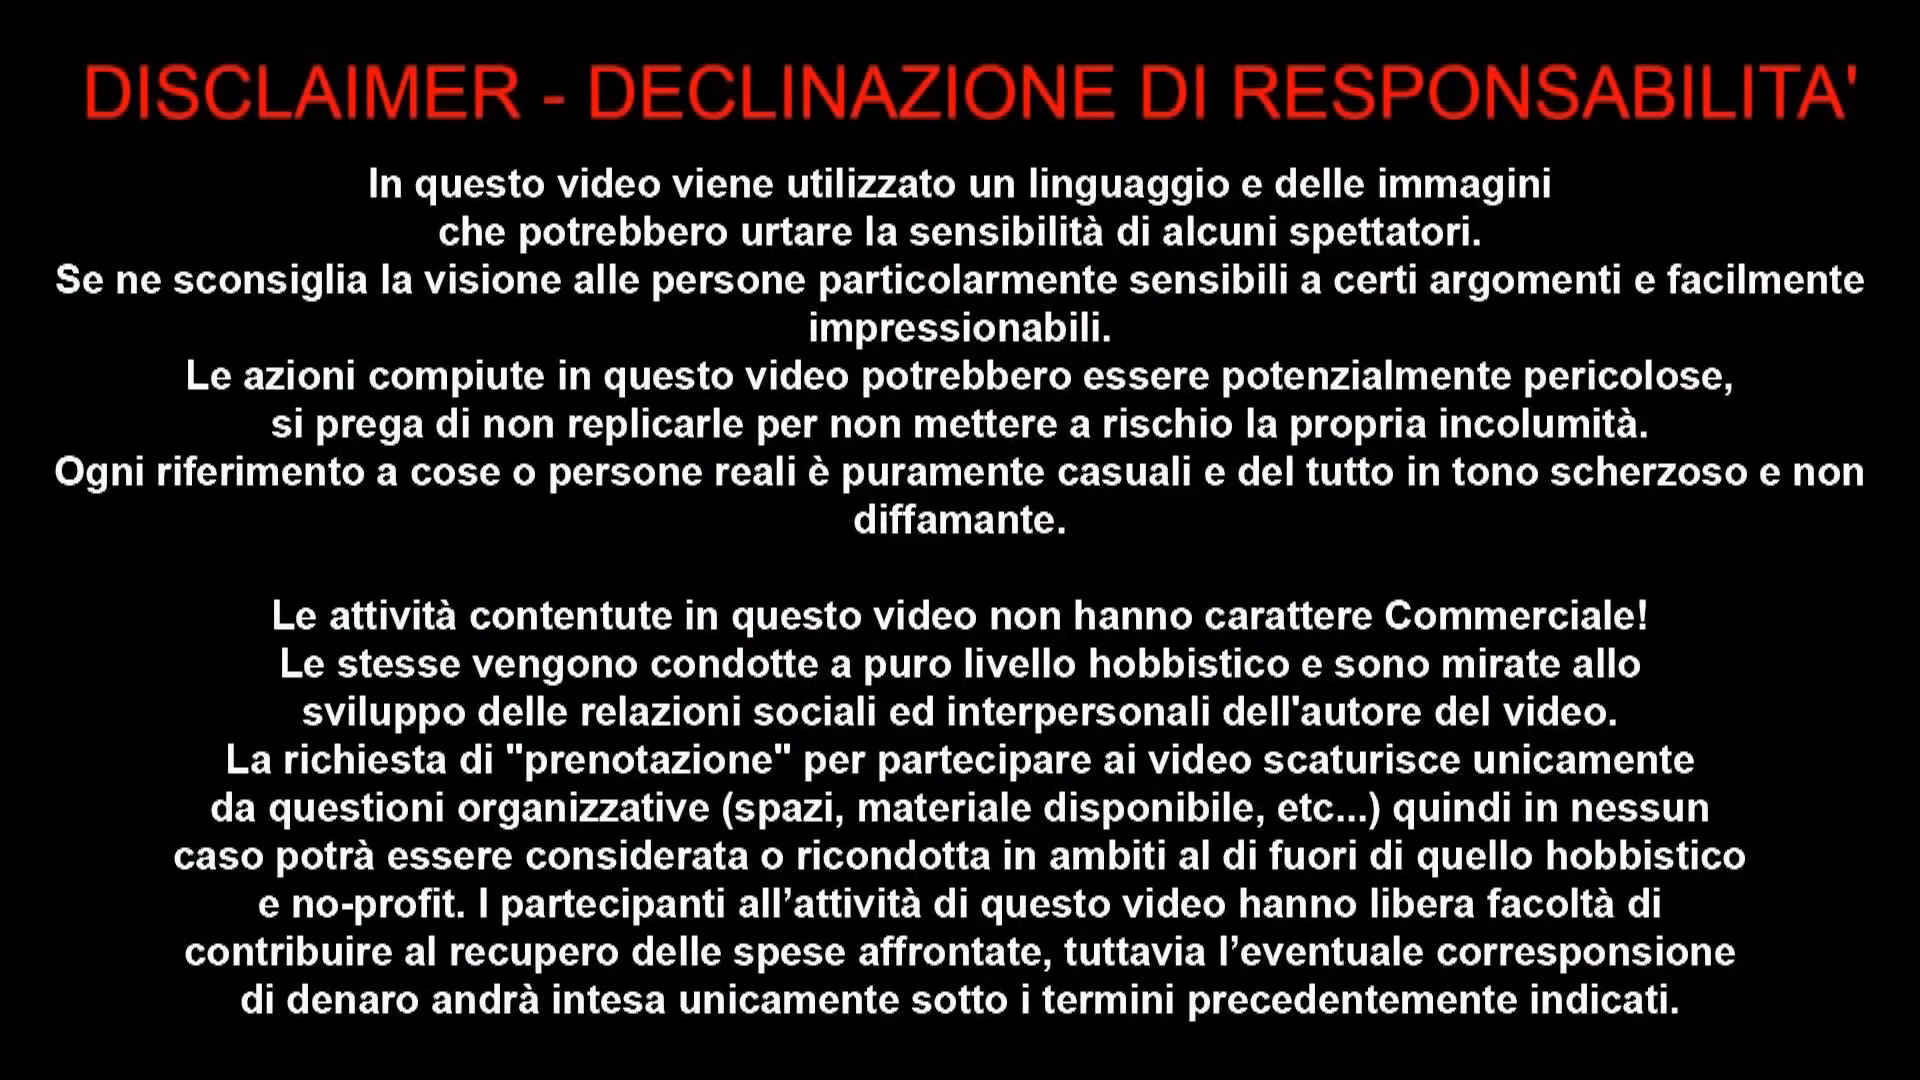 DISCLAIMER - DECLINAZIONE DI RESPONSABILITA'
In questo video viene utilizzato un linguaggio e delle immagini
che potrebbero urtare la sensibilità di alcuni spettatori.
Se ne sconsiglia la visione alle persone particolarmente sensibili a certi argomenti e facilmente
impressionabili.
Le azioni compiute in questo video potrebbero essere potenzialmente pericolose,
si prega di non replicarle per non mettere a rischio la propria incolumità.
Ogni riferimento a cose o persone reali è puramente casuali e del tutto in tono scherzoso e non
diffamante.
Le attività contentute in questo video non hanno carattere Commerciale!
Le stesse vengono condotte a puro livello hobbistico e sono mirate allo
sviluppo delle relazioni sociali ed interpersonali dell'autore del video.
La richiesta di "prenotazione" per partecipare ai video scaturisce unicamente
da questioni organizzative (spazi, materiale disponibile, etc...) quindi in nessun
caso potrà essere considerata o ricondotta in ambiti al di fuori di quello hobbistico
e no-profit. I partecipanti all’attività di questo video hanno libera facoltà di
contribuire al recupero delle spese affrontate, tuttavia l’eventuale corresponsione
di denaro andrà intesa unicamente sotto i termini precedentemente indicati.